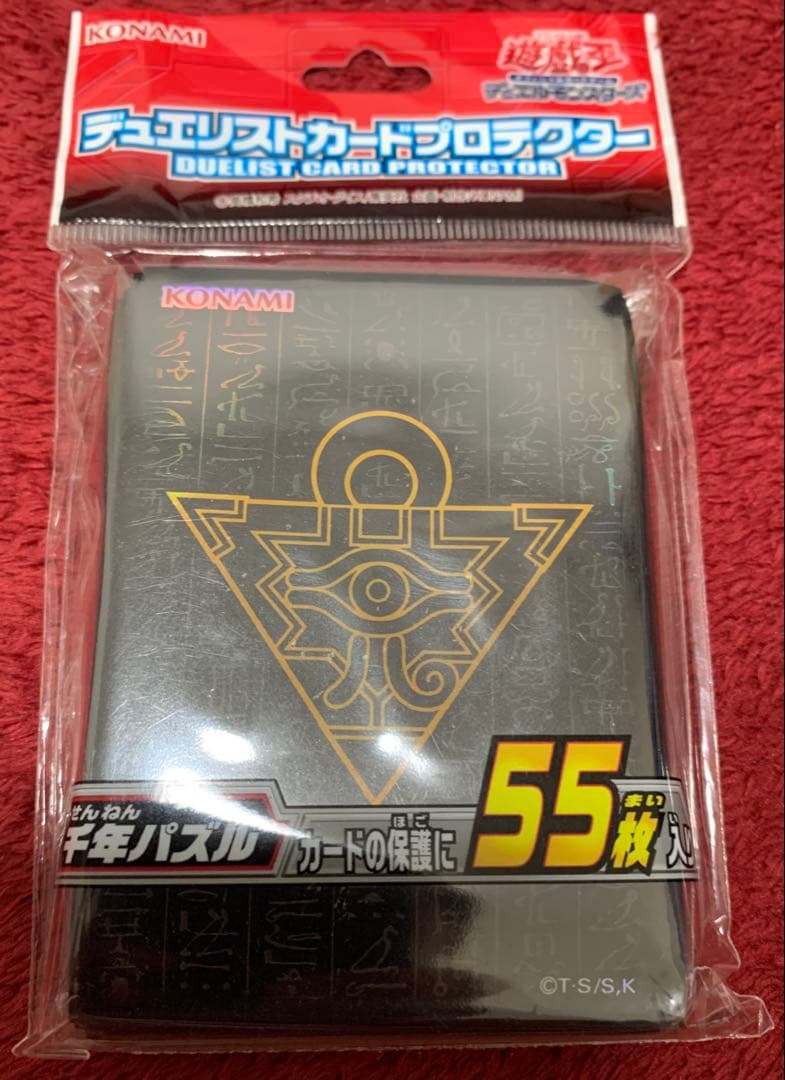 KONAMI
遊戯王
デュエルモンスターズ
デュエリストカードプロテクター
DUELIST CARD PROTECTOR
KONAMI
せんねん
千年パズル
ほご
カードの保護に
まい
55枚入り
©T·S/S,K